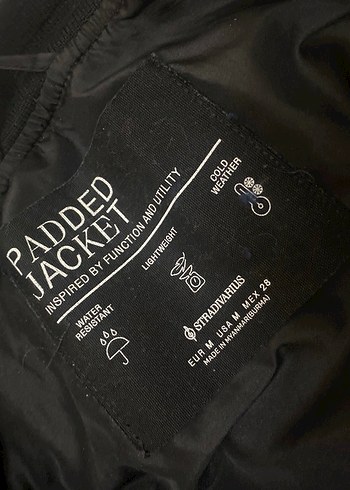 PADDED
JACKET
INSPIRED BY FUNCTION AND UTILITY
WATER
RESISTANT
LIGHTWEIGHT
COLD
WEATHER
STRADIVARIUS
EUR M USA M MEX 28
MADE IN MYANMAR(BURMA)